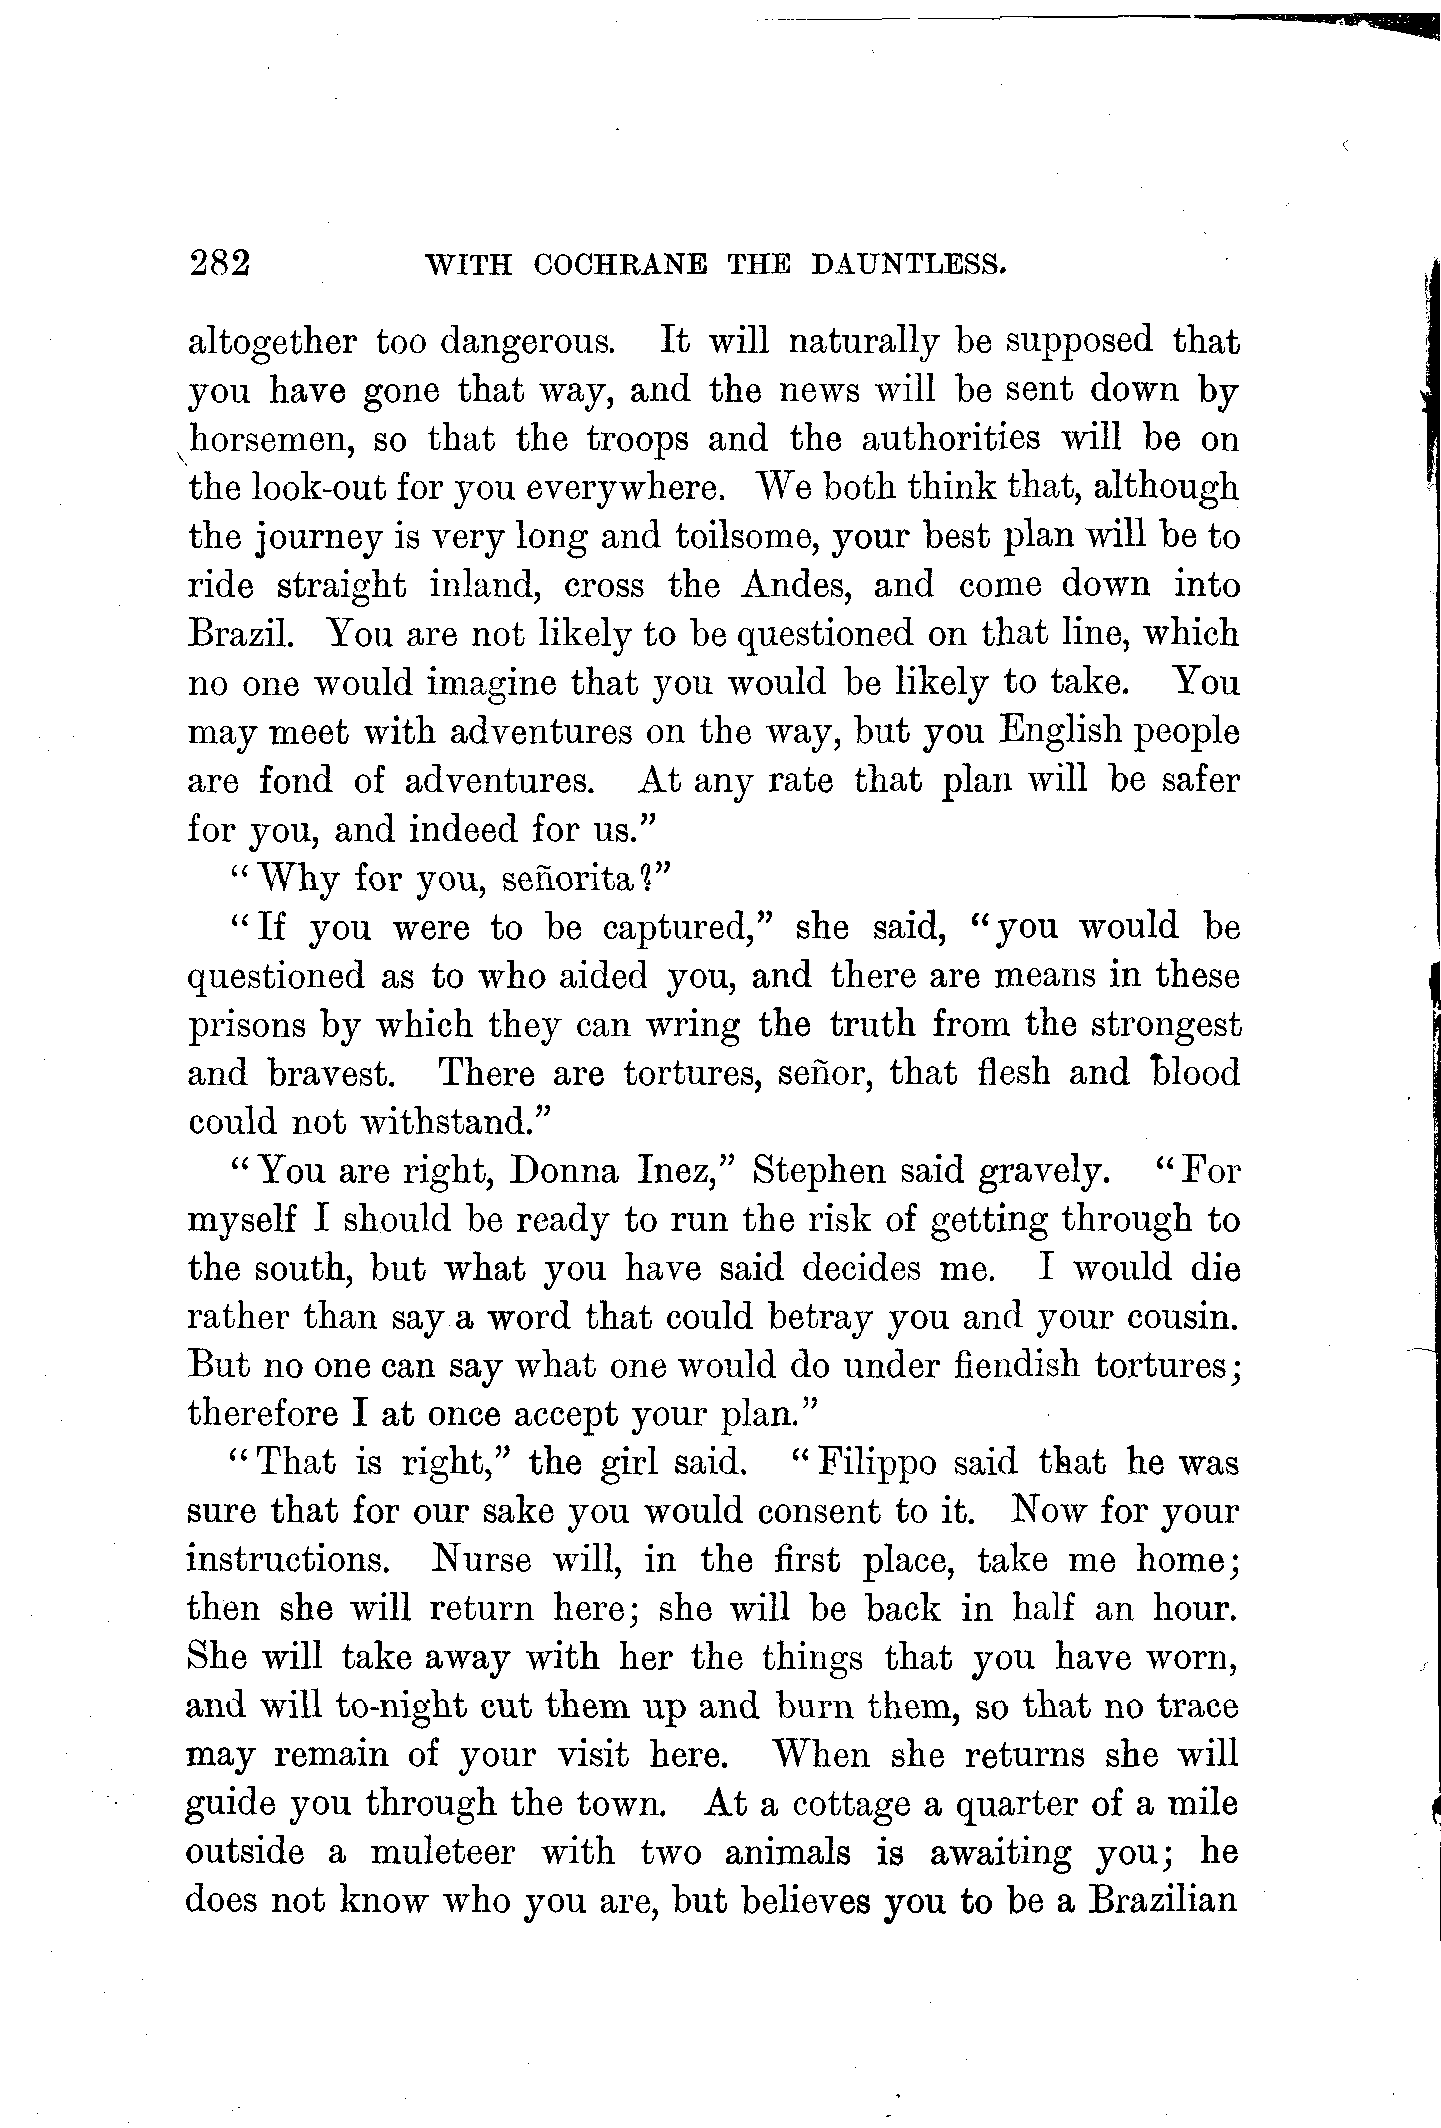 282 WITH COCHRANE THE DAUNTLESS.
altogether too dangerous. It will naturally be supposed that
you have gone that way, and the news will be sent down by
horsemen, so that the troops and the authorities will be on
the look-out for you everywhere. We both think that, although
the journey is very long and toilsome, your best plan will be to
ride straight inland, cross the Andes, and come down into
Brazil. You are not likely to be questioned on that line, which
no one would imagine that you would be likely to take. You
may meet with adventures on the way, but you English people
are fond of adventures. At any rate that plan will be safer
for you, and indeed for us.”
“Why for you, señorita?”
“If you were to be captured,” she said, “you would be
questioned as to who aided you, and there are means in these
prisons by which they can wring the truth from the strongest
and bravest. There are tortures, señor, that flesh and blood
could not withstand.”
“You are right, Donna Inez,” Stephen said gravely. “For
myself I should be ready to run the risk of getting through to
the south, but what you have said decides me. I would die
rather than say a word that could betray you and your cousin.
But no one can say what one would do under fiendish tortures;
therefore I at once accept your plan.”
“That is right,” the girl said. “Filippo said that he was
sure that for our sake you would consent to it. Now for your
instructions. Nurse will, in the first place, take me home;
then she will return here; she will be back in half an hour.
She will take away with her the things that you have worn,
and will to-night cut them up and burn them, so that no trace
may remain of your visit here. When she returns she will
guide you through the town. At a cottage a quarter of a mile
outside a muleteer with two animals is awaiting you; he
does not know who you are, but believes you to be a Brazilian